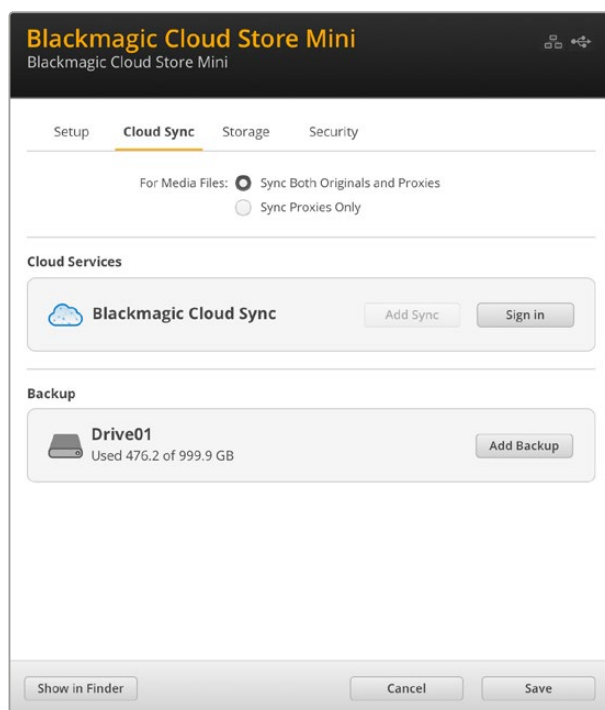 Blackmagic Cloud Store Mini
Blackmagic Cloud Store Mini
Setup Cloud Sync Storage Security
For Media Files: Sync Both Originals and Proxies
Sync Proxies Only
Cloud Services
Blackmagic Cloud Sync Add Sync Sign in
Backup
Drive01
Used 476.2 of 999.9 GB
Add Backup
Show in Finder Cancel Save